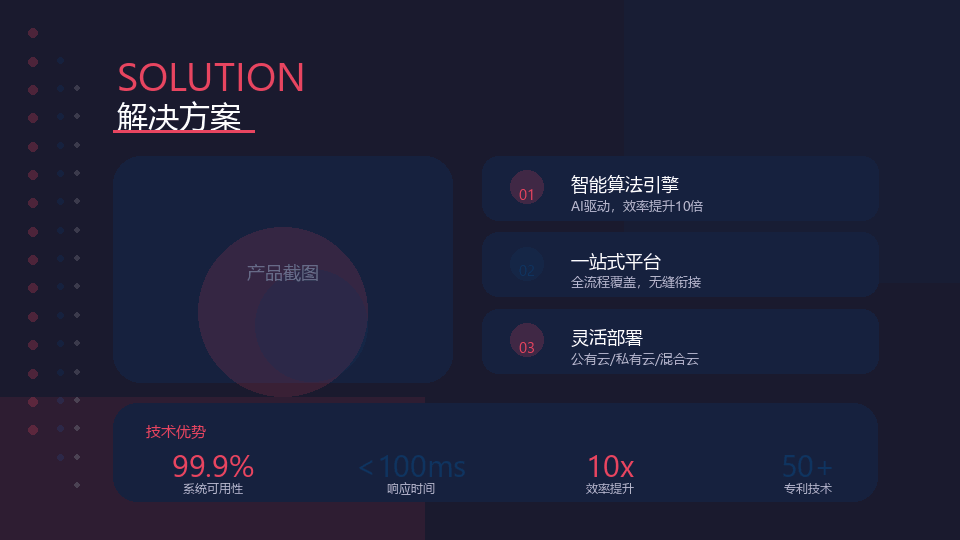 SOLUTION
解决方案
产品截图
01
智能算法引擎
AI驱动，效率提升10倍
02
一站式平台
全流程覆盖，无缝衔接
03
灵活部署
公有云/私有云/混合云
技术优势
99.9%
系统可用性
<100ms
响应时间
10x
效率提升
50+
专利技术